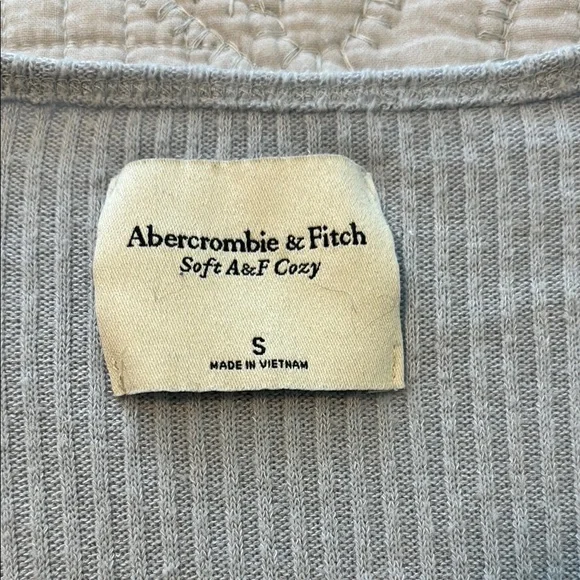 Abercrombie & Fitch
Soft A&F Cozy
S
MADE IN VIETNAM